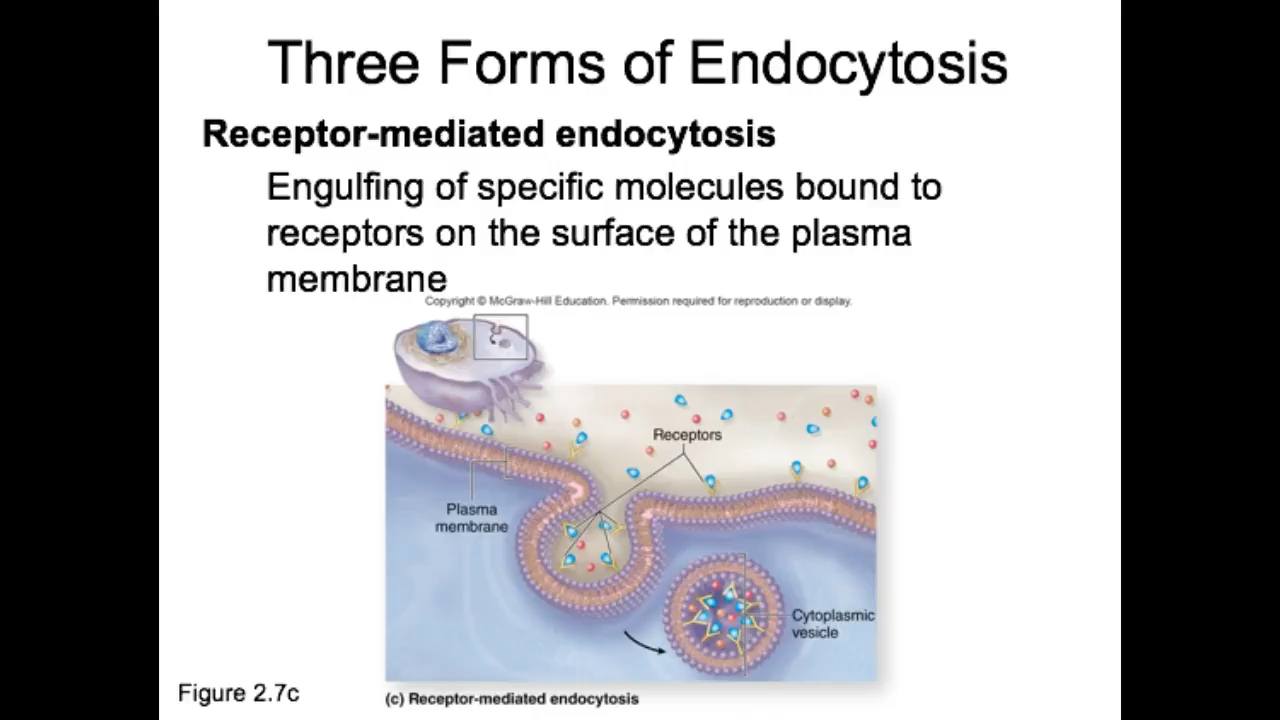 Three Forms of Endocytosis
Receptor-mediated endocytosis
Engulfing of specific molecules bound to
receptors on the surface of the plasma
membrane
Copyright © McGraw-Hill Education. Permission required for reproduction or display.
Receptors
Plasma
membrane
Cytoplasmic
vesicle
Figure 2.7c
(c) Receptor-mediated endocytosis